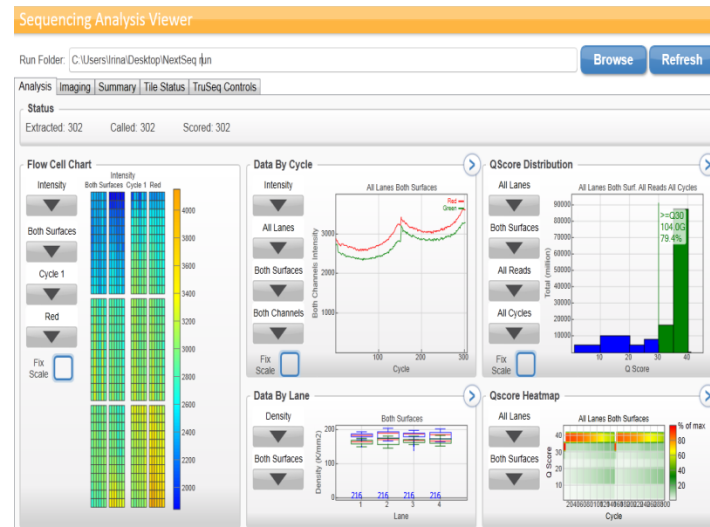 Sequencing Analysis Viewer
Run Folder: C:\Users\Irina\Desktop\NextSeq run Browse Refresh
Analysis Imaging Summary Tile Status TruSeq Controls
Status
Extracted: 302 Called: 302 Scored: 302
Flow Cell Chart
Intensity
Both Surfaces
Cycle 1
Red
Fix
Scale
Intensity
Both Surfaces Cycle 1 Red
4000
3800
3600
3400
3200
3000
2800
2600
2400
2200
2000
Data By Cycle
Intensity
All Lanes
Both Surfaces
Both Channels
Fix
Scale
All Lanes Both Surfaces
Red
Green
Both Channels Intensity
3000
2000
1000
100 200 300
Cycle
QScore Distribution
All Lanes
Both Surfaces
All Reads
All Cycles
Fix
Scale
All Lanes Both Surf. All Reads All Cycles
>=Q30
104.0G
79.4%
Total (million)
90000
80000
70000
60000
50000
40000
30000
20000
10000
10 20 30 40
Q Score
Data By Lane
Density
Both Surfaces
Both Surfaces
Density (K/mm2)
200
100
0
216 216 216 216
1 2 3 4
Lane
Qscore Heatmap
All Lanes
Both Surfaces
All Lanes Both Surfaces
% of max
Q Score
40
30
20
10
80
60
40
20
Cycle